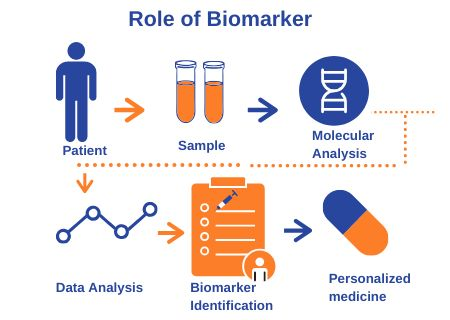 Role of Biomarker
Patient
Sample
Molecular
Analysis
Data Analysis
Biomarker
Identification
Personalized
medicine